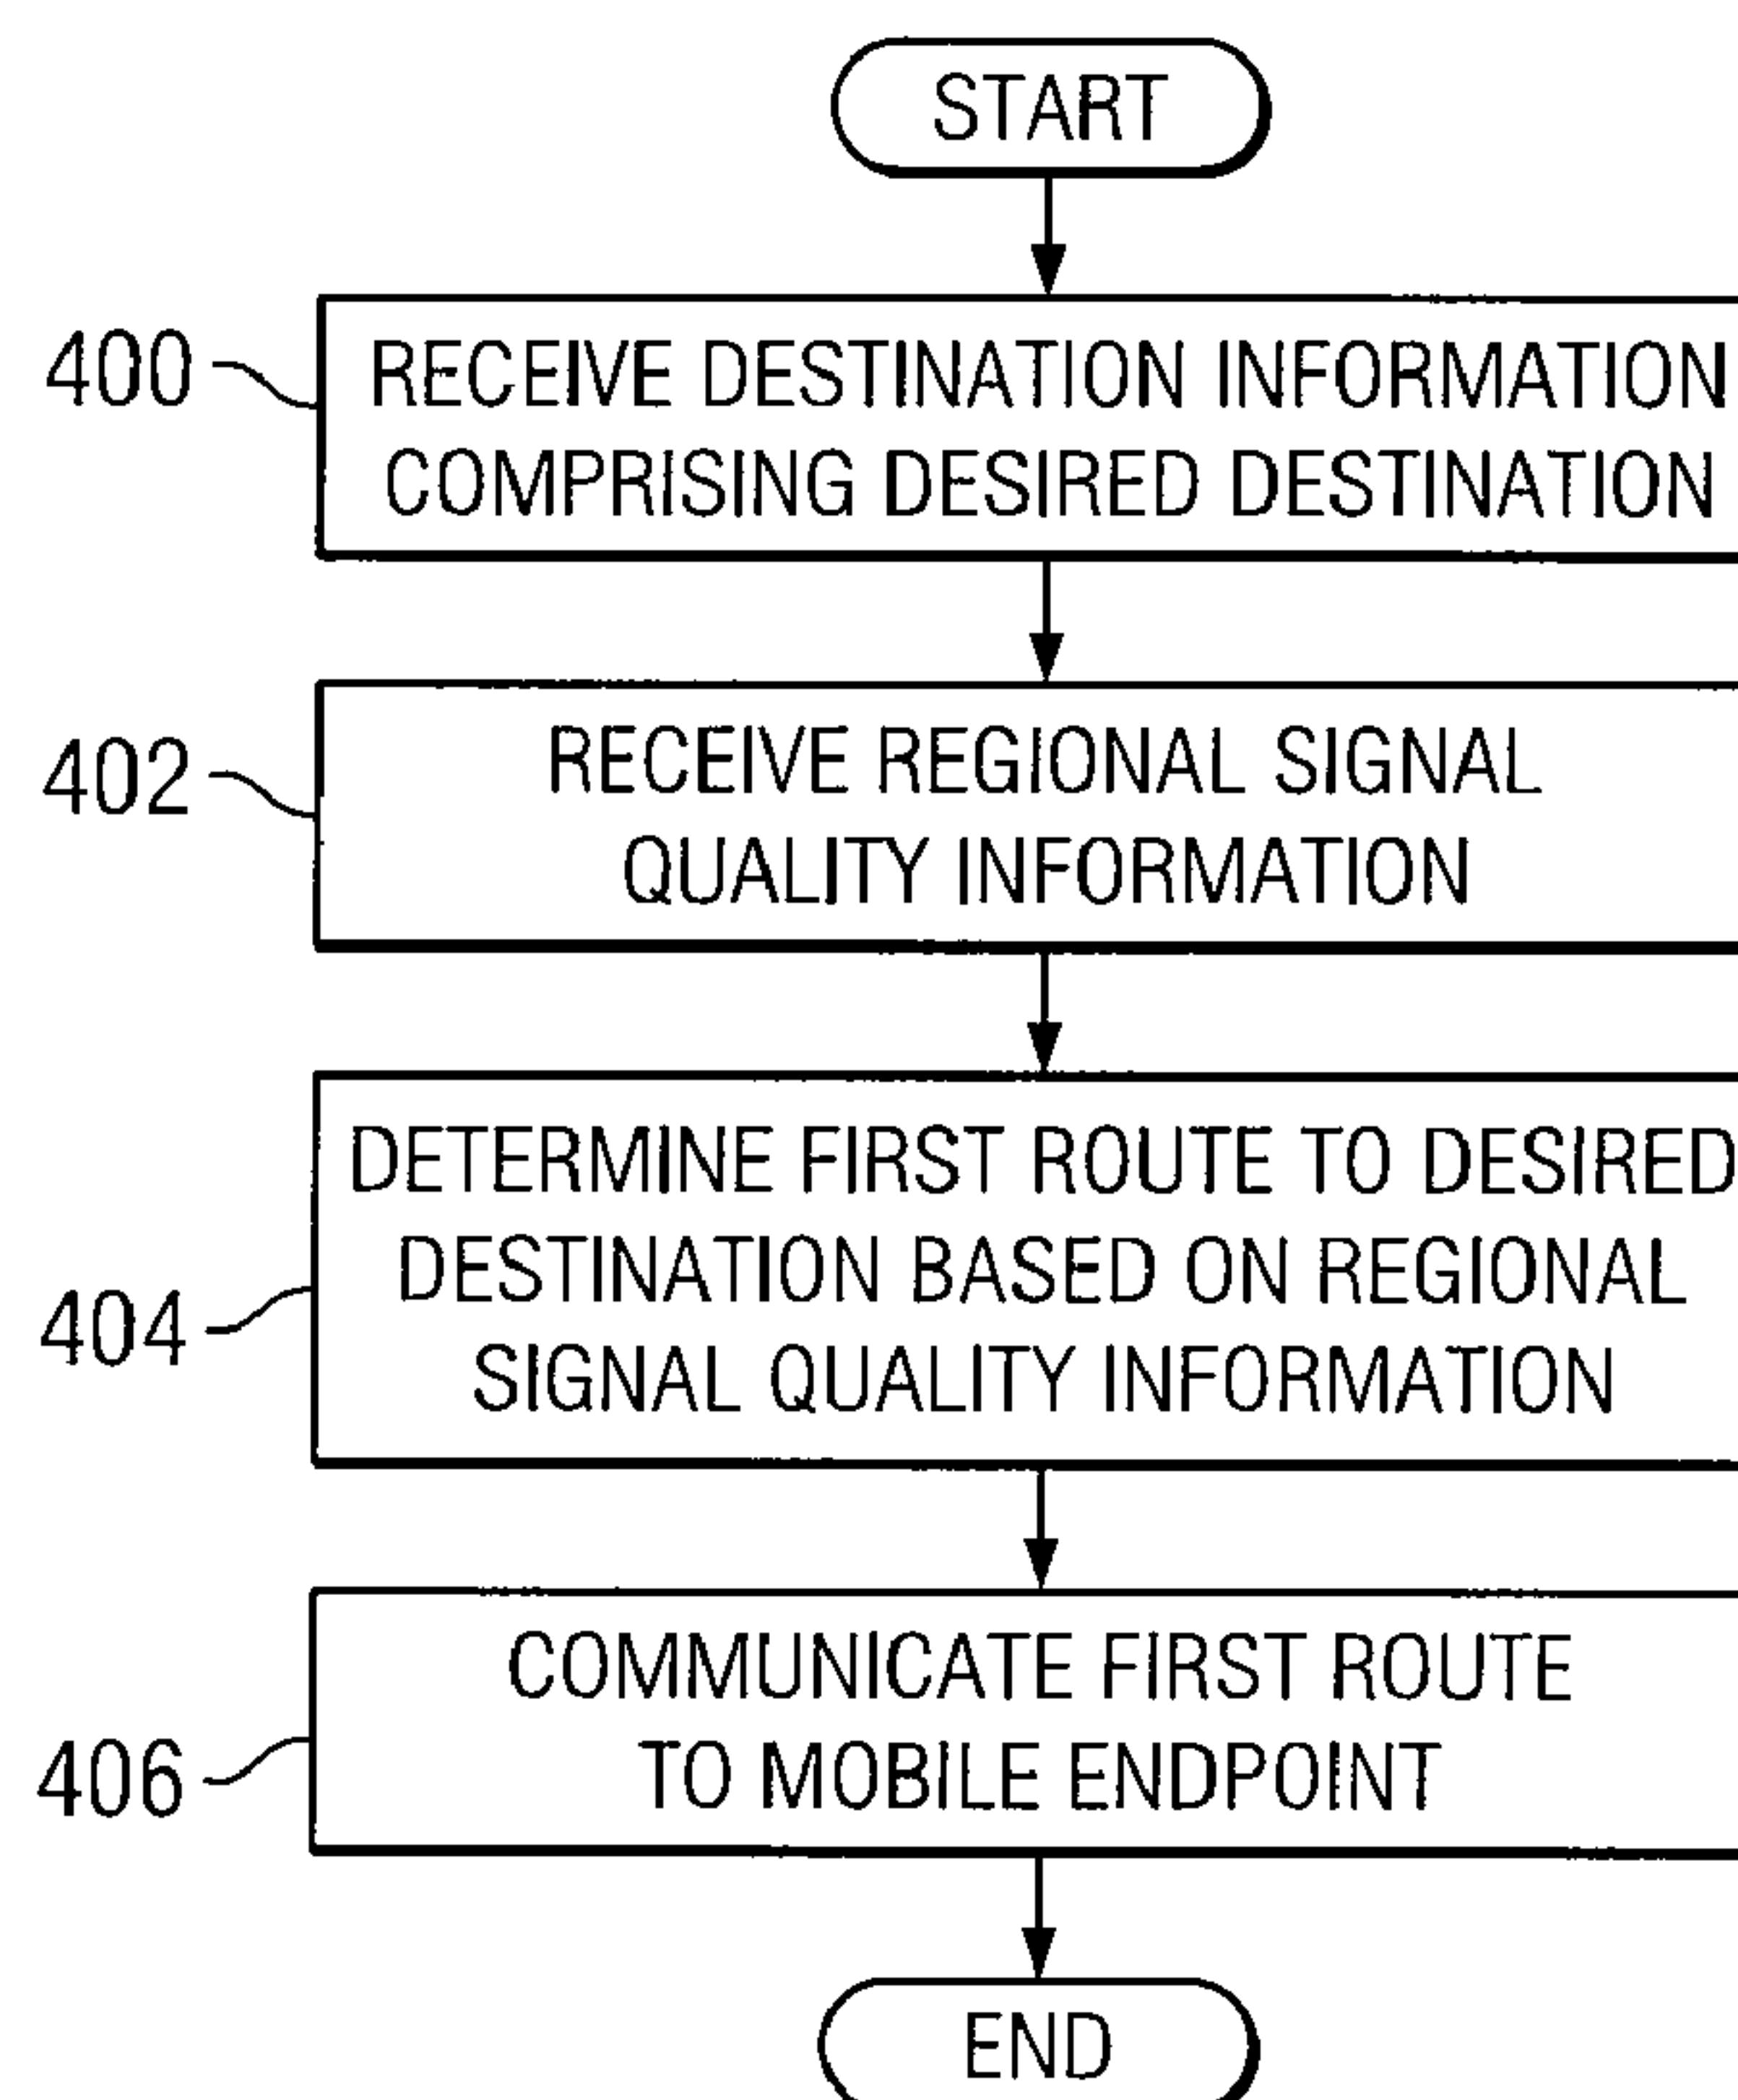 START
400
RECEIVE DESTINATION INFORMATION
COMPRISING DESIRED DESTINATION
402
RECEIVE REGIONAL SIGNAL
QUALITY INFORMATION
404
DETERMINE FIRST ROUTE TO DESIRED
DESTINATION BASED ON REGIONAL
SIGNAL QUALITY INFORMATION
406
COMMUNICATE FIRST ROUTE
TO MOBILE ENDPOINT
END